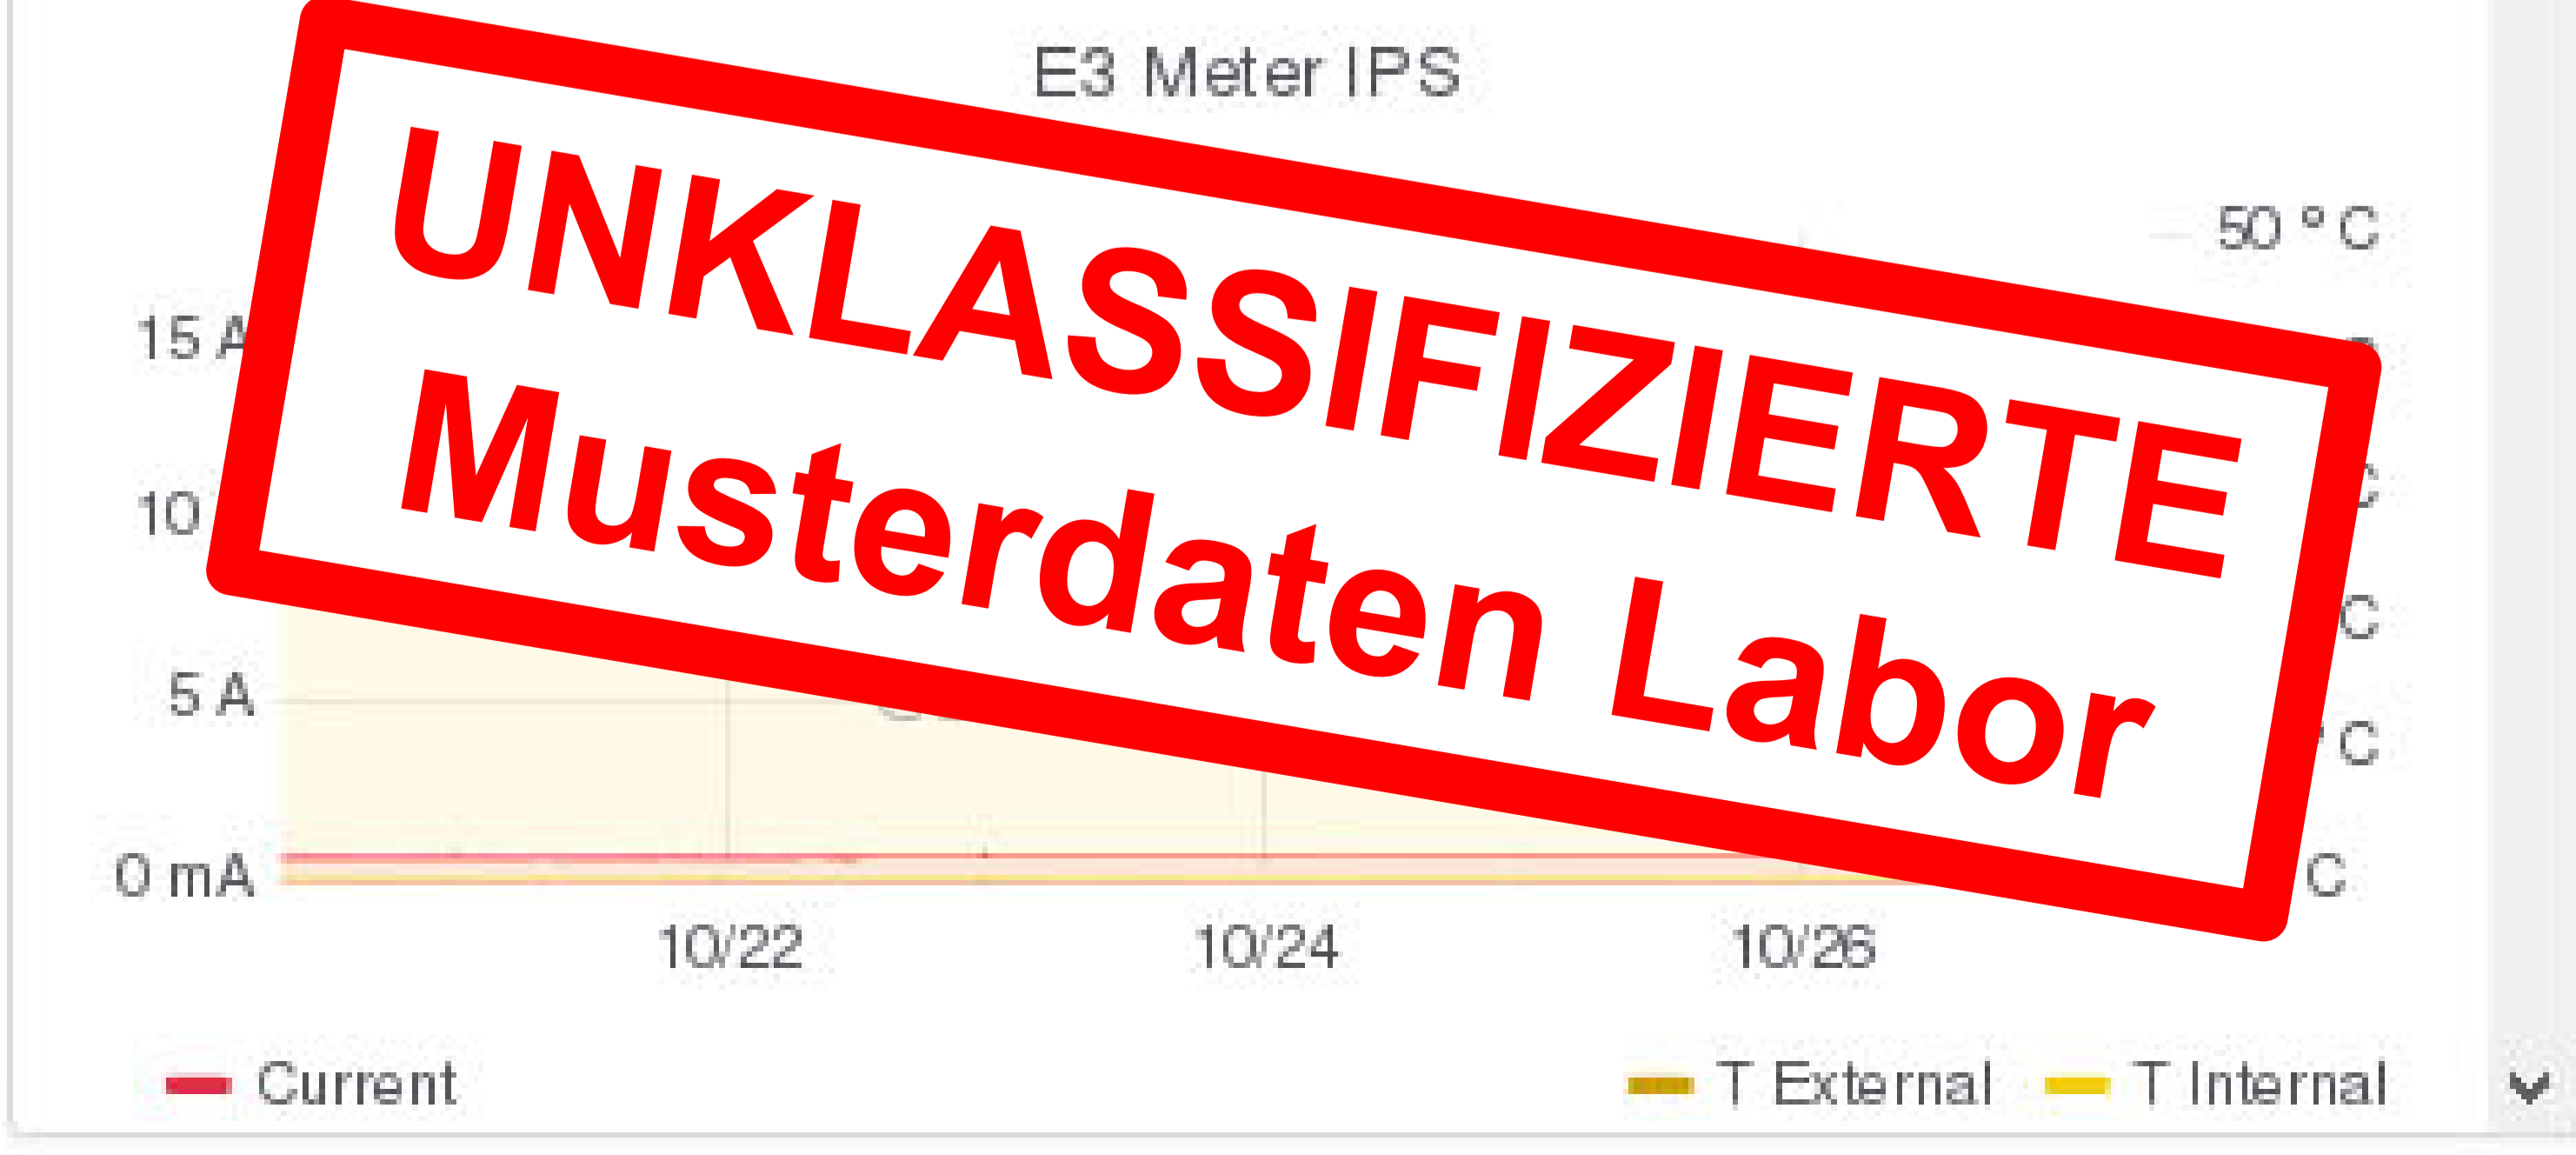 E3 Meter IPS
UNKLASSIFIZIERTE
Musterdaten Labor
50 °C
15 A
10
5 A
0 mA
C
C
C
C
10/22 10/24 10/26
Current T External T Internal